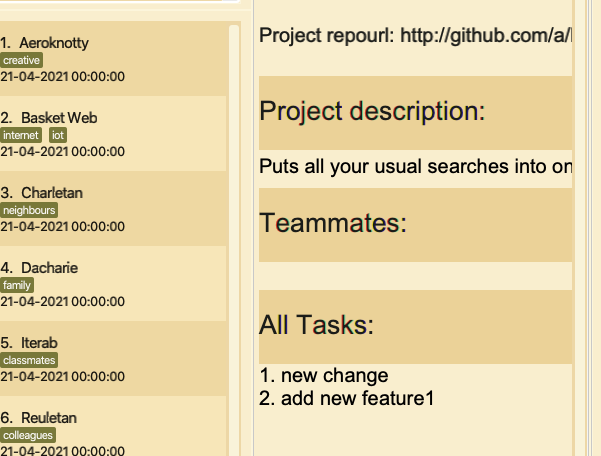 1. Aeroknotty
creative
21-04-2021 00:00:00
2. Basket Web
internet iot
21-04-2021 00:00:00
3. Charletan
neighbours
21-04-2021 00:00:00
4. Dacharie
family
21-04-2021 00:00:00
5. Iterab
classmates
21-04-2021 00:00:00
6. Reuletan
colleagues
21-04-2021 00:00:00
Project repourl: http://github.com/a/
Project description:
Puts all your usual searches into on
Teammates:
All Tasks:
1. new change
2. add new feature1